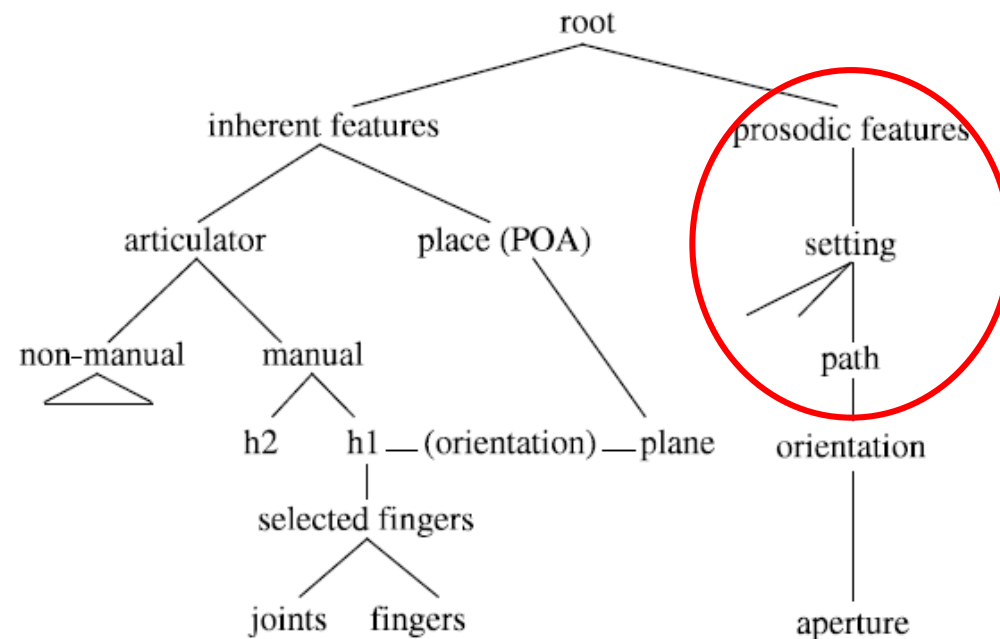 root
inherent features
prosodic features
articulator
place (POA)
setting
non-manual
manual
path
h2
h1
(orientation)
plane
orientation
selected fingers
joints
fingers
aperture